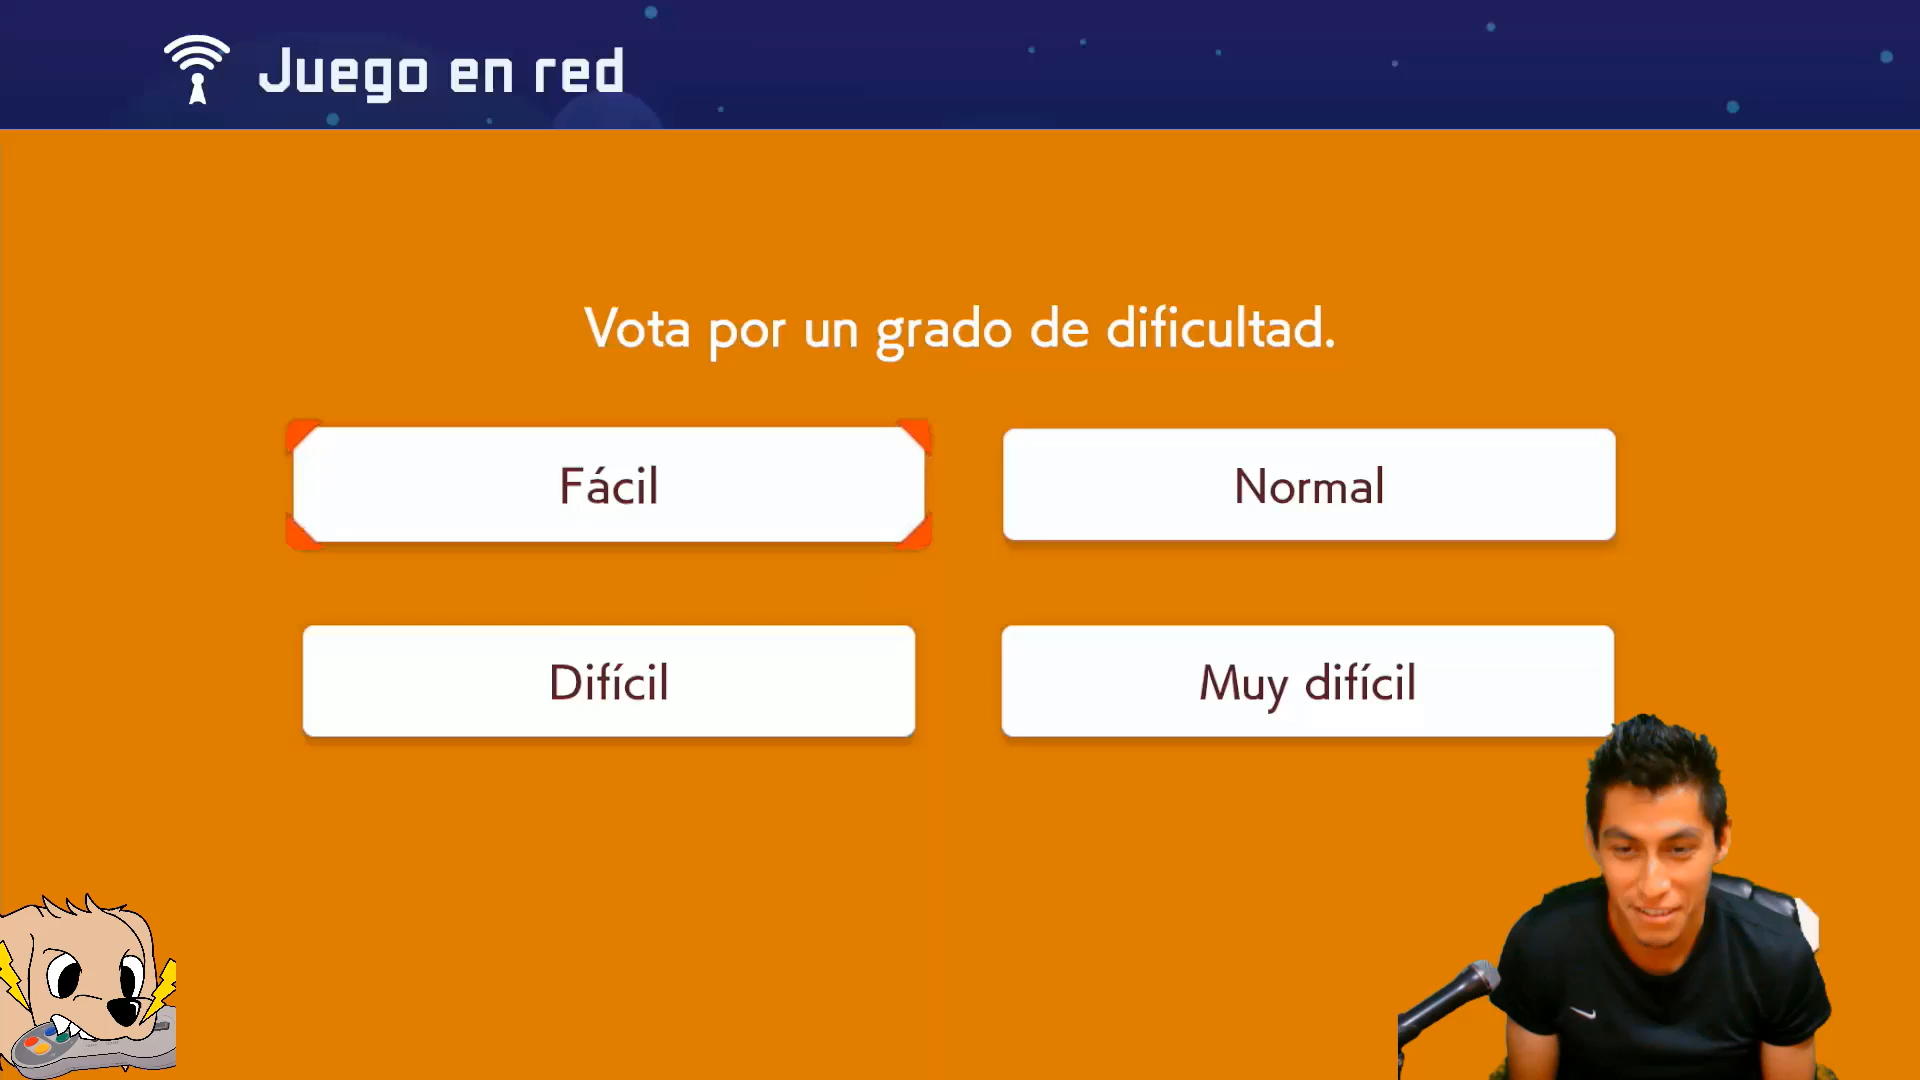 Juego en red
Vota por un grado de dificultad.
Fácil
Normal
Difícil
Muy difícil